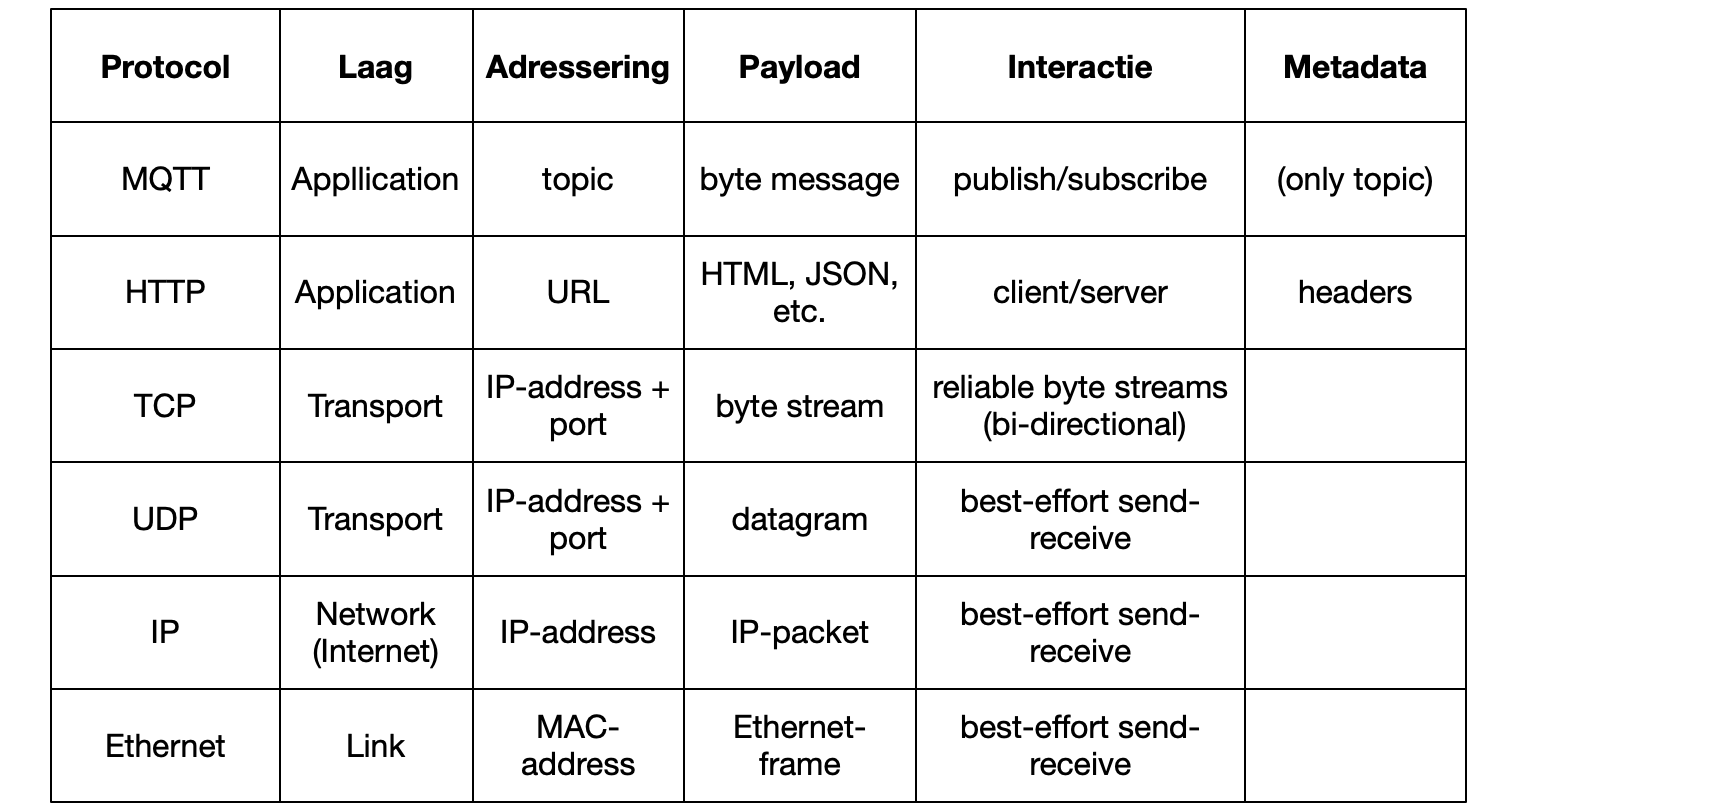 Protocol Laag Adressering Payload Interactie Metadata
MQTT Appllication topic byte message publish/subscribe (only topic)
HTTP Application URL HTML, JSON,
etc. client/server headers
TCP Transport IP-address +
port byte stream reliable byte streams
(bi-directional)
UDP Transport IP-address +
port datagram best-effort send-
receive
IP Network
(Internet) IP-address IP-packet best-effort send-
receive
Ethernet Link MAC-
address Ethernet-
frame best-effort send-
receive